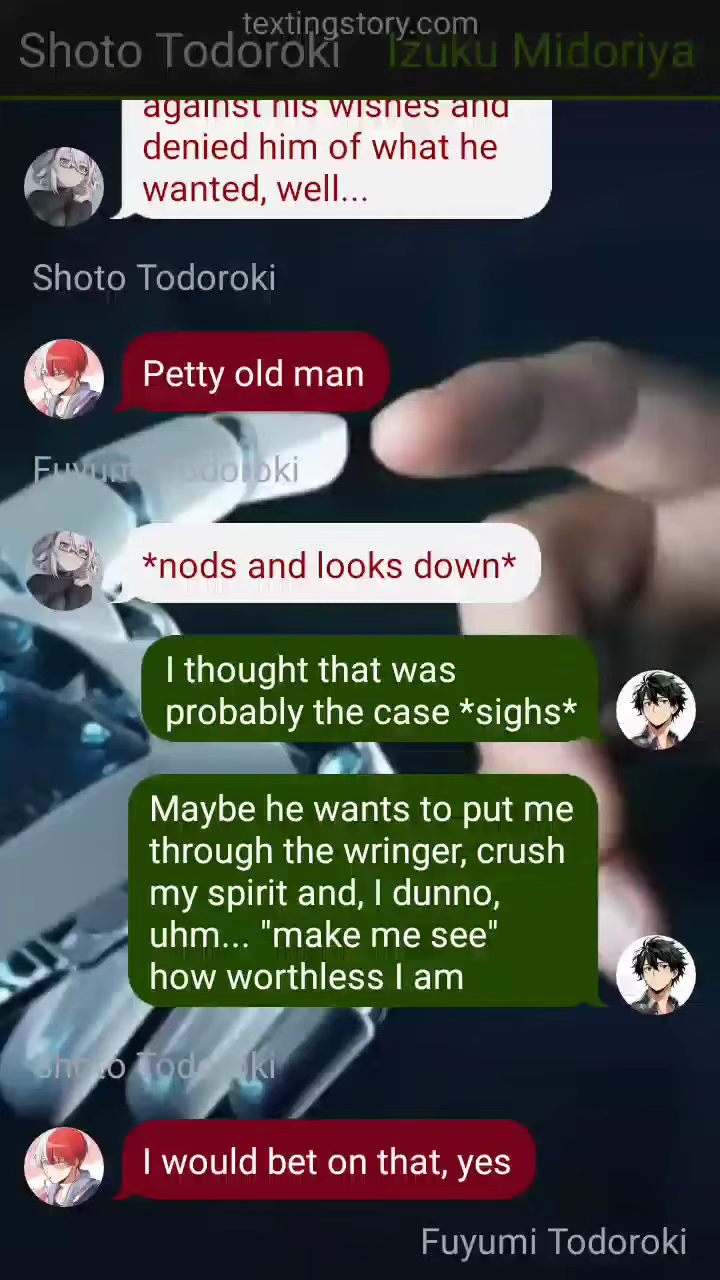 textingstory.com
Shoto Todoroki Izuku Midoriya
against his wishes and
denied him of what he
wanted, well...
Shoto Todoroki
Petty old man
Fuyumi Todoroki
*nods and looks down*
I thought that was
probably the case *sighs*
Maybe he wants to put me
through the wringer, crush
my spirit and, I dunno,
uhm... "make me see"
how worthless I am
Shoto Todoroki
I would bet on that, yes
Fuyumi Todoroki